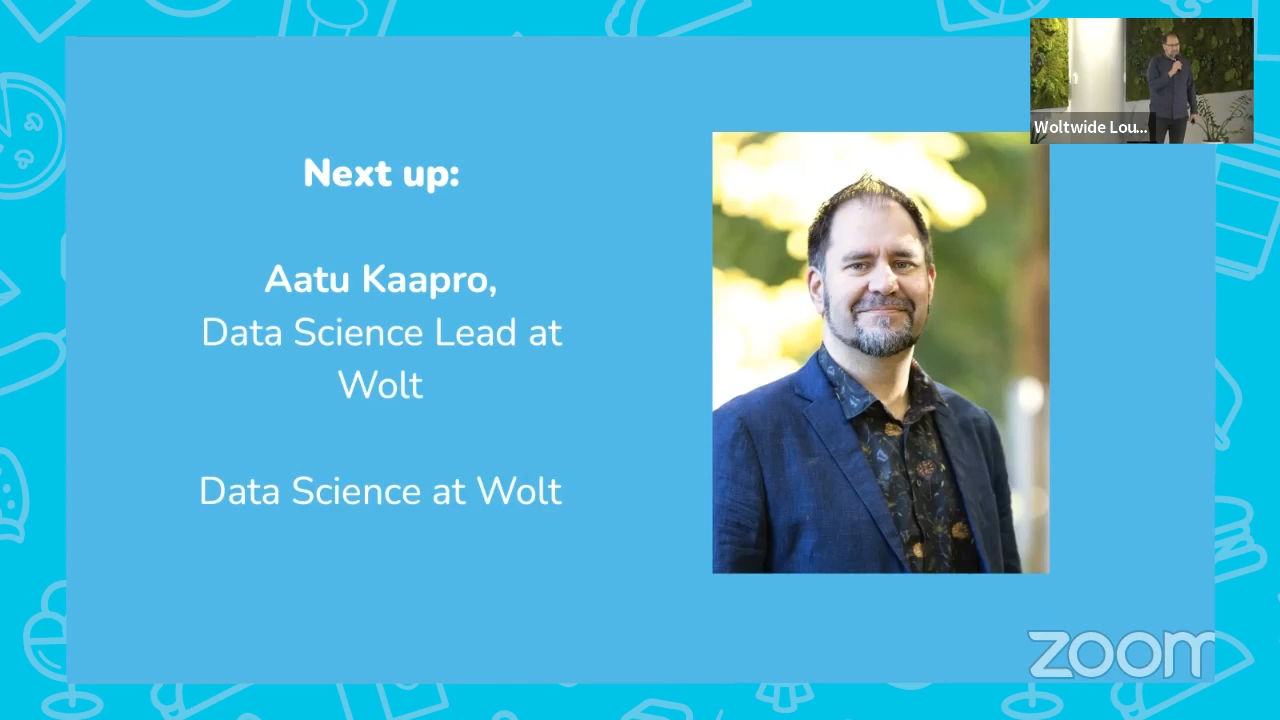 Woltwide Lou...
Next up:
Aatu Kaapro,
Data Science Lead at
Wolt
Data Science at Wolt
zoom